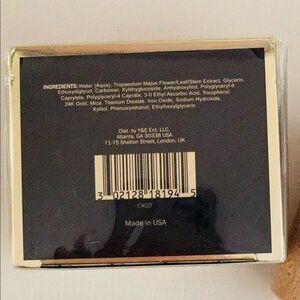 INGREDIENTS: Water (Aqua), Tropaeolum Majus Flower/Leaf/Stem Extract, Glycerin,
Ethoxydiglycol, Carbomer, Xylitylglucoside, Anhydroxylitol, Polyglyceryl-6
Caprylate, Polyglyceryl-4 Caprate, 3-0 Ethyl Ascorbic Acid, Tocopherol,
24K Gold, Mica, Titanium Dioxide, Iron Oxide, Sodium Hydroxide,
Xylitol, Phenoxyethanol, Ethylhexylglycerin
Dist. by Y&E Ent, LLC,
Atlanta, GA 30338 USA
71-75 Shelton Street, London, UK
3 02128 18194 5
Made in USA